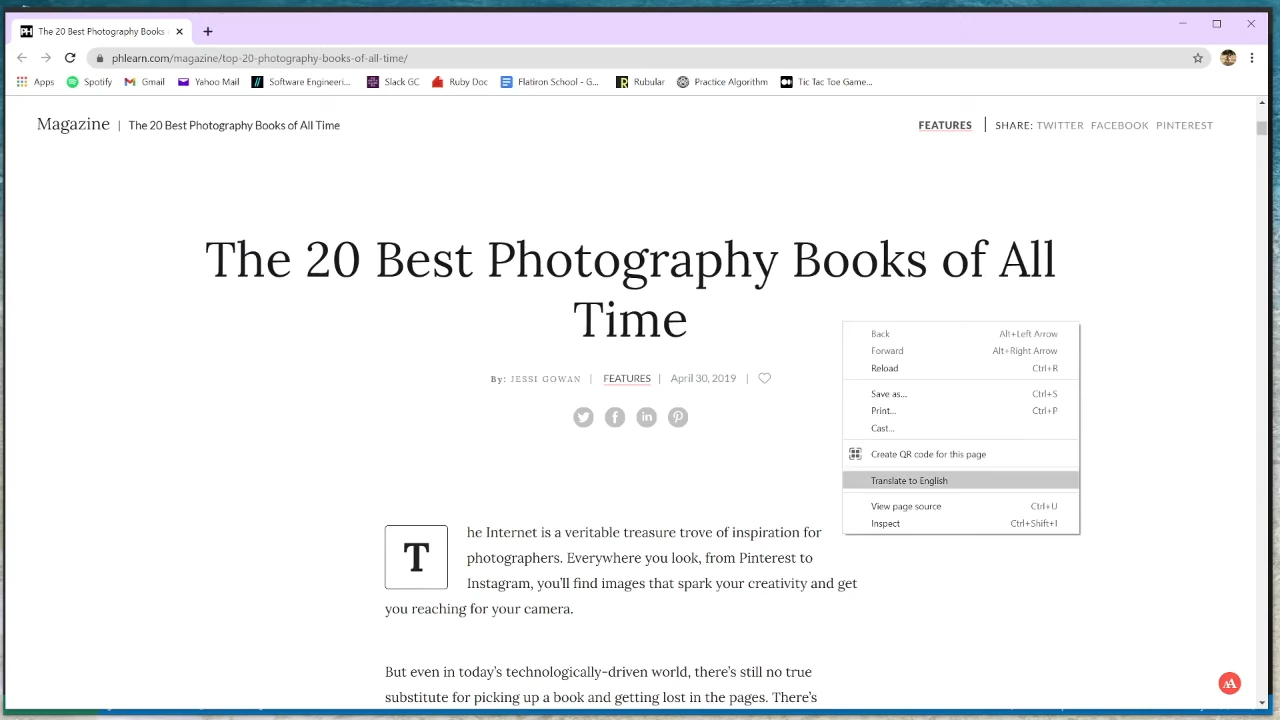 The 20 Best Photography Books
phlearn.com/magazine/top-20-photography-books-of-all-time/
Apps Spotify Gmail Yahoo Mail Software Engineeri... Slack GC Ruby Doc Flatiron School - G... Rubular Practice Algorithm Tic Tac Toe Game...
Magazine | The 20 Best Photography Books of All Time FEATURES | SHARE: TWITTER FACEBOOK PINTEREST
The 20 Best Photography Books of All
Time
By: JESSI GOWAN | FEATURES | April 30, 2019 |
Back Alt+Left Arrow
Forward Alt+Right Arrow
Reload Ctrl+R
Save as... Ctrl+S
Print... Ctrl+P
Cast...
Create QR code for this page
Translate to English
View page source Ctrl+U
Inspect Ctrl+Shift+I
The Internet is a veritable treasure trove of inspiration for
photographers. Everywhere you look, from Pinterest to
Instagram, you’ll find images that spark your creativity and get
you reaching for your camera.
But even in today’s technologically-driven world, there’s still no true
substitute for picking up a book and getting lost in the pages. There’s